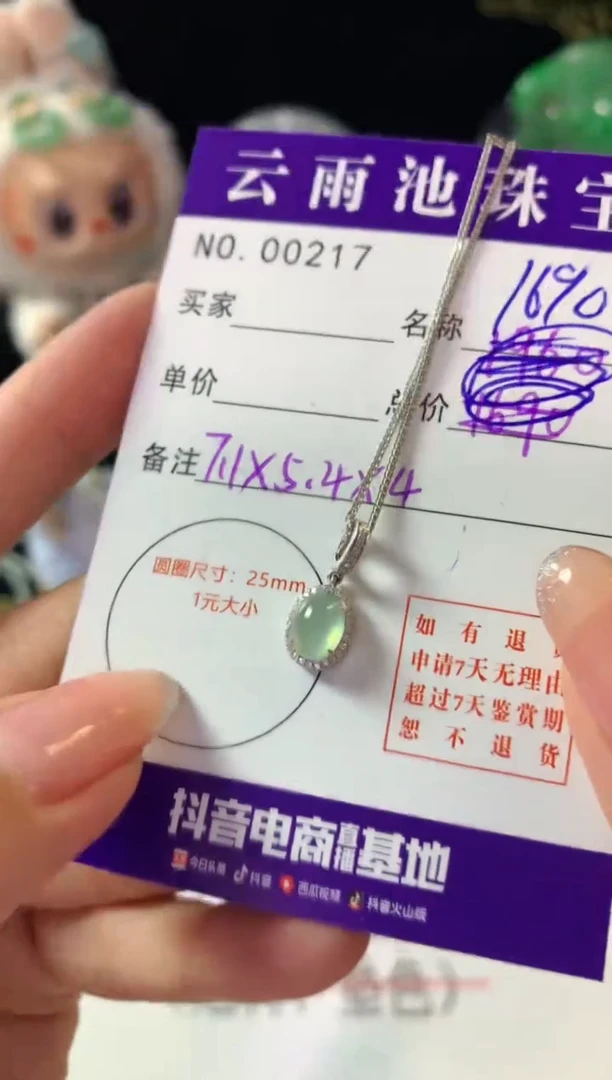 云雨池珠宝
NO. 00217
买家
名称
1690
单价
总价
1690
备注 7.1X5.4X4
圆圈尺寸：25mm
1元大小
如有退
申请7天无理由
超过7天鉴赏期
恕不退货
抖音电商直播基地
今日头条 抖音 西瓜视频 抖音火山版